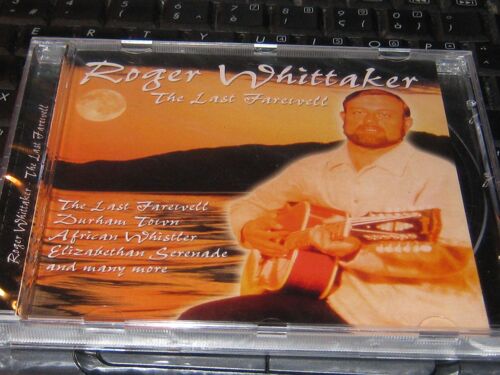 Roger Whittaker
The Last Farewell
The Last Farewell
Durham Town
African Whistler
Elizabethan Serenade
and many more
Roger Whittaker - The Last Farewell